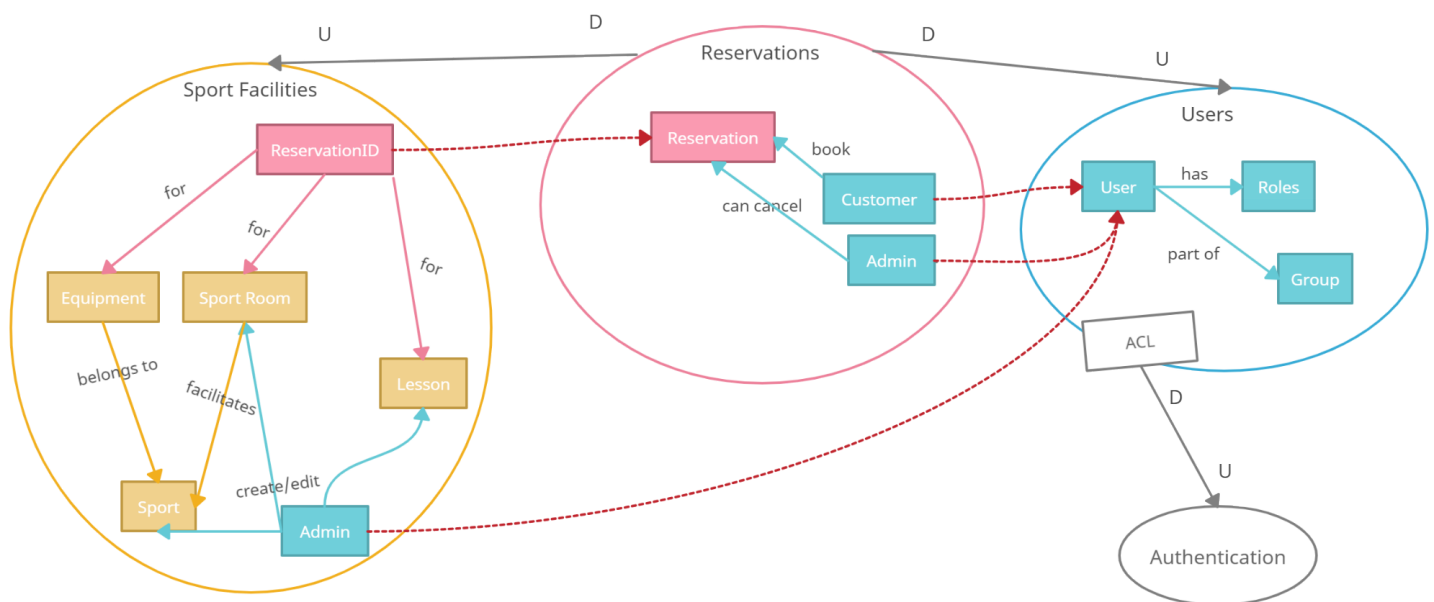 U
D
D
U
Reservations
Sport Facilities
Users
ReservationID
Reservation
book
for
has
User
Roles
can cancel
Customer
for
part of
Admin
for
Group
Equipment
Sport Room
ACL
belongs to
facilitates
Lesson
D
U
create/edit
Sport
Admin
Authentication